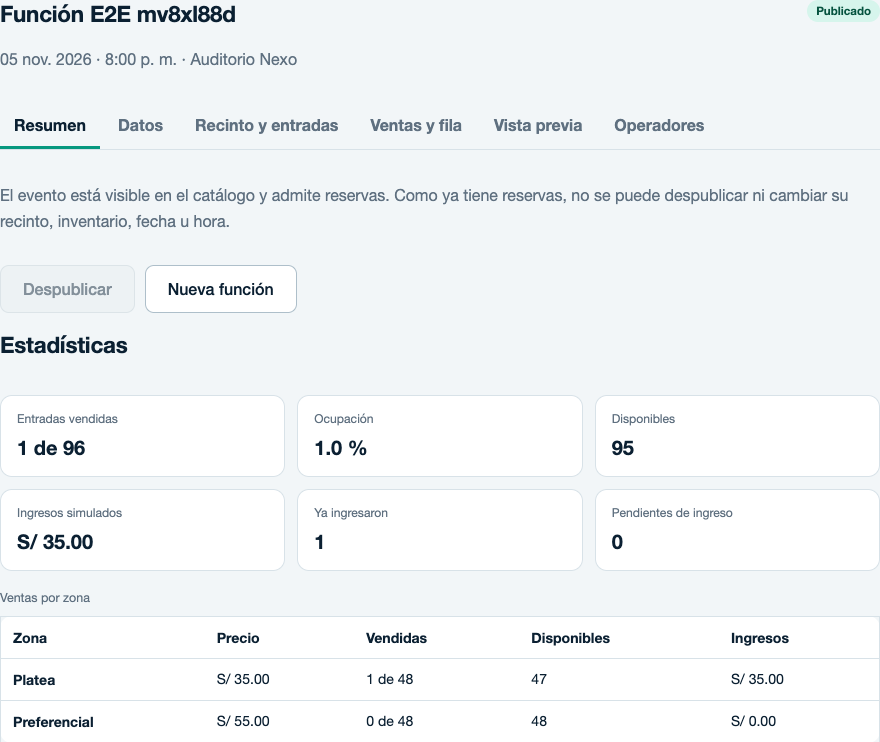 Función E2E mv8xl88d
Publicado
05 nov. 2026 · 8:00 p. m. · Auditorio Nexo
Resumen Datos Recinto y entradas Ventas y fila Vista previa Operadores
El evento está visible en el catálogo y admite reservas. Como ya tiene reservas, no se puede despublicar ni cambiar su
recinto, inventario, fecha u hora.
Despublicar Nueva función
Estadísticas
Entradas vendidas
1 de 96
Ocupación
1.0 %
Disponibles
95
Ingresos simulados
S/ 35.00
Ya ingresaron
1
Pendientes de ingreso
0
Ventas por zona
Zona Precio Vendidas Disponibles Ingresos
Platea S/ 35.00 1 de 48 47 S/ 35.00
Preferencial S/ 55.00 0 de 48 48 S/ 0.00